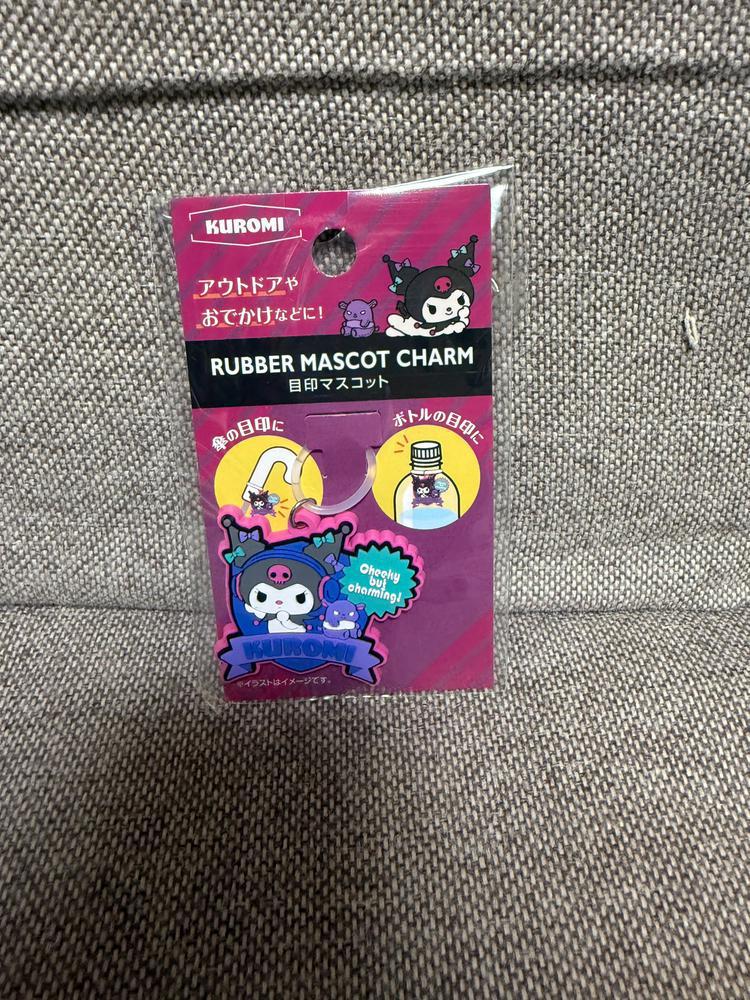 KUROMI
アウトドアや
おでかけなどに!
RUBBER MASCOT CHARM
目印マスコット
傘の目印に
ボトルの目印に
Cheeky
but
charming!
KUROMI
※イラストはイメージです。